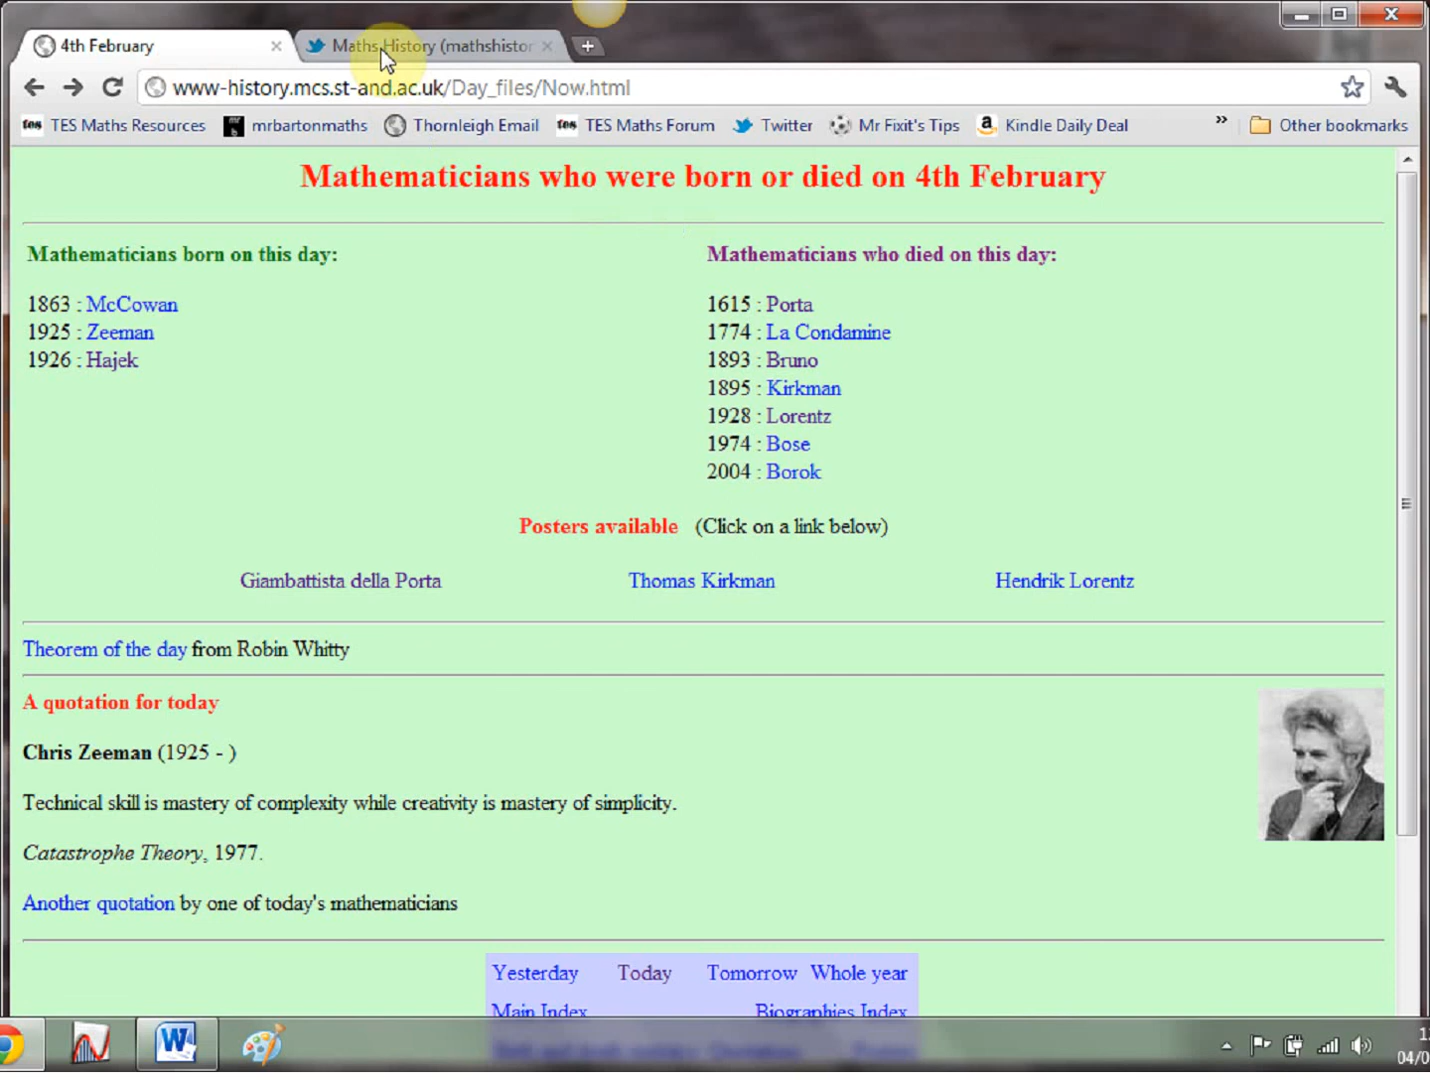 4th February
Maths History (mathshistor
www-history.mcs.st-and.ac.uk/Day_files/Now.html
tes TES Maths Resources mrbartonmaths Thornleigh Email tes TES Maths Forum Twitter Mr Fixit's Tips a Kindle Daily Deal » Other bookmarks
Mathematicians who were born or died on 4th February
Mathematicians born on this day:
1863 : McCowan
1925 : Zeeman
1926 : Hajek
Mathematicians who died on this day:
1615 : Porta
1774 : La Condamine
1893 : Bruno
1895 : Kirkman
1928 : Lorentz
1974 : Bose
2004 : Borok
Posters available (Click on a link below)
Giambattista della Porta Thomas Kirkman Hendrik Lorentz
Theorem of the day from Robin Whitty
A quotation for today
Chris Zeeman (1925 - )
Technical skill is mastery of complexity while creativity is mastery of simplicity.
Catastrophe Theory, 1977.
Another quotation by one of today's mathematicians
Yesterday Today Tomorrow Whole year
Main Index Biographies Index
W